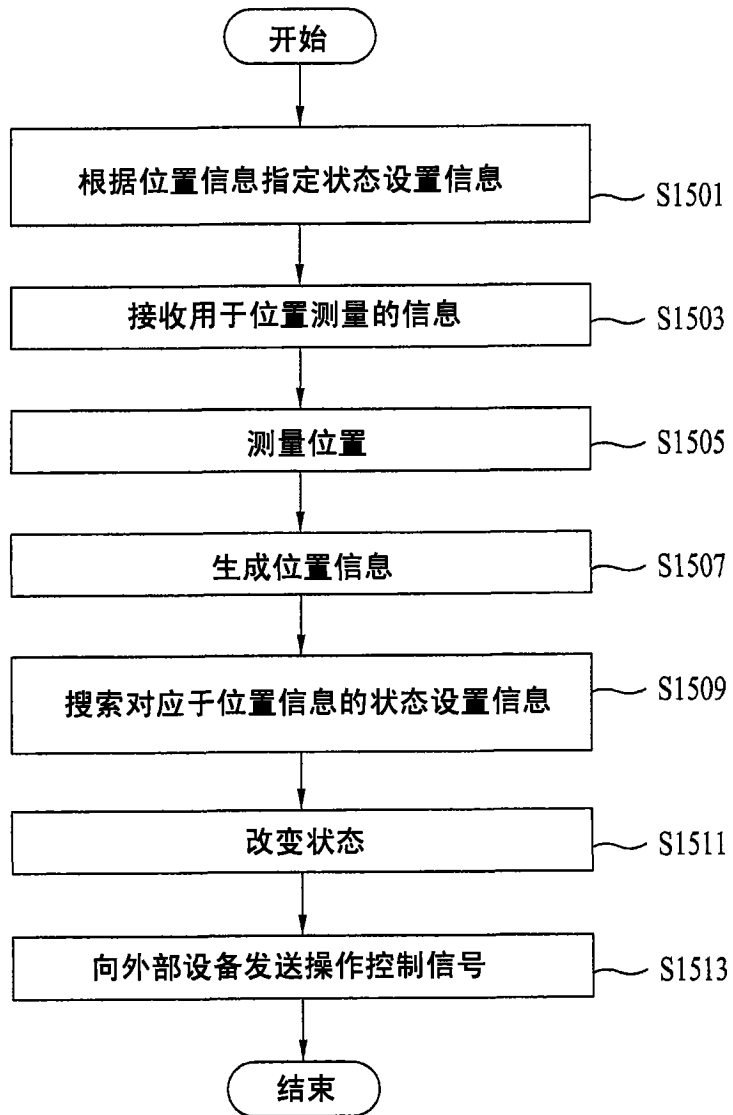 开始
根据位置信息指定状态设置信息
S1501
接收用于位置测量的信息
S1503
测量位置
S1505
生成位置信息
S1507
搜索对应于位置信息的状态设置信息
S1509
改变状态
S1511
向外部设备发送操作控制信号
S1513
结束